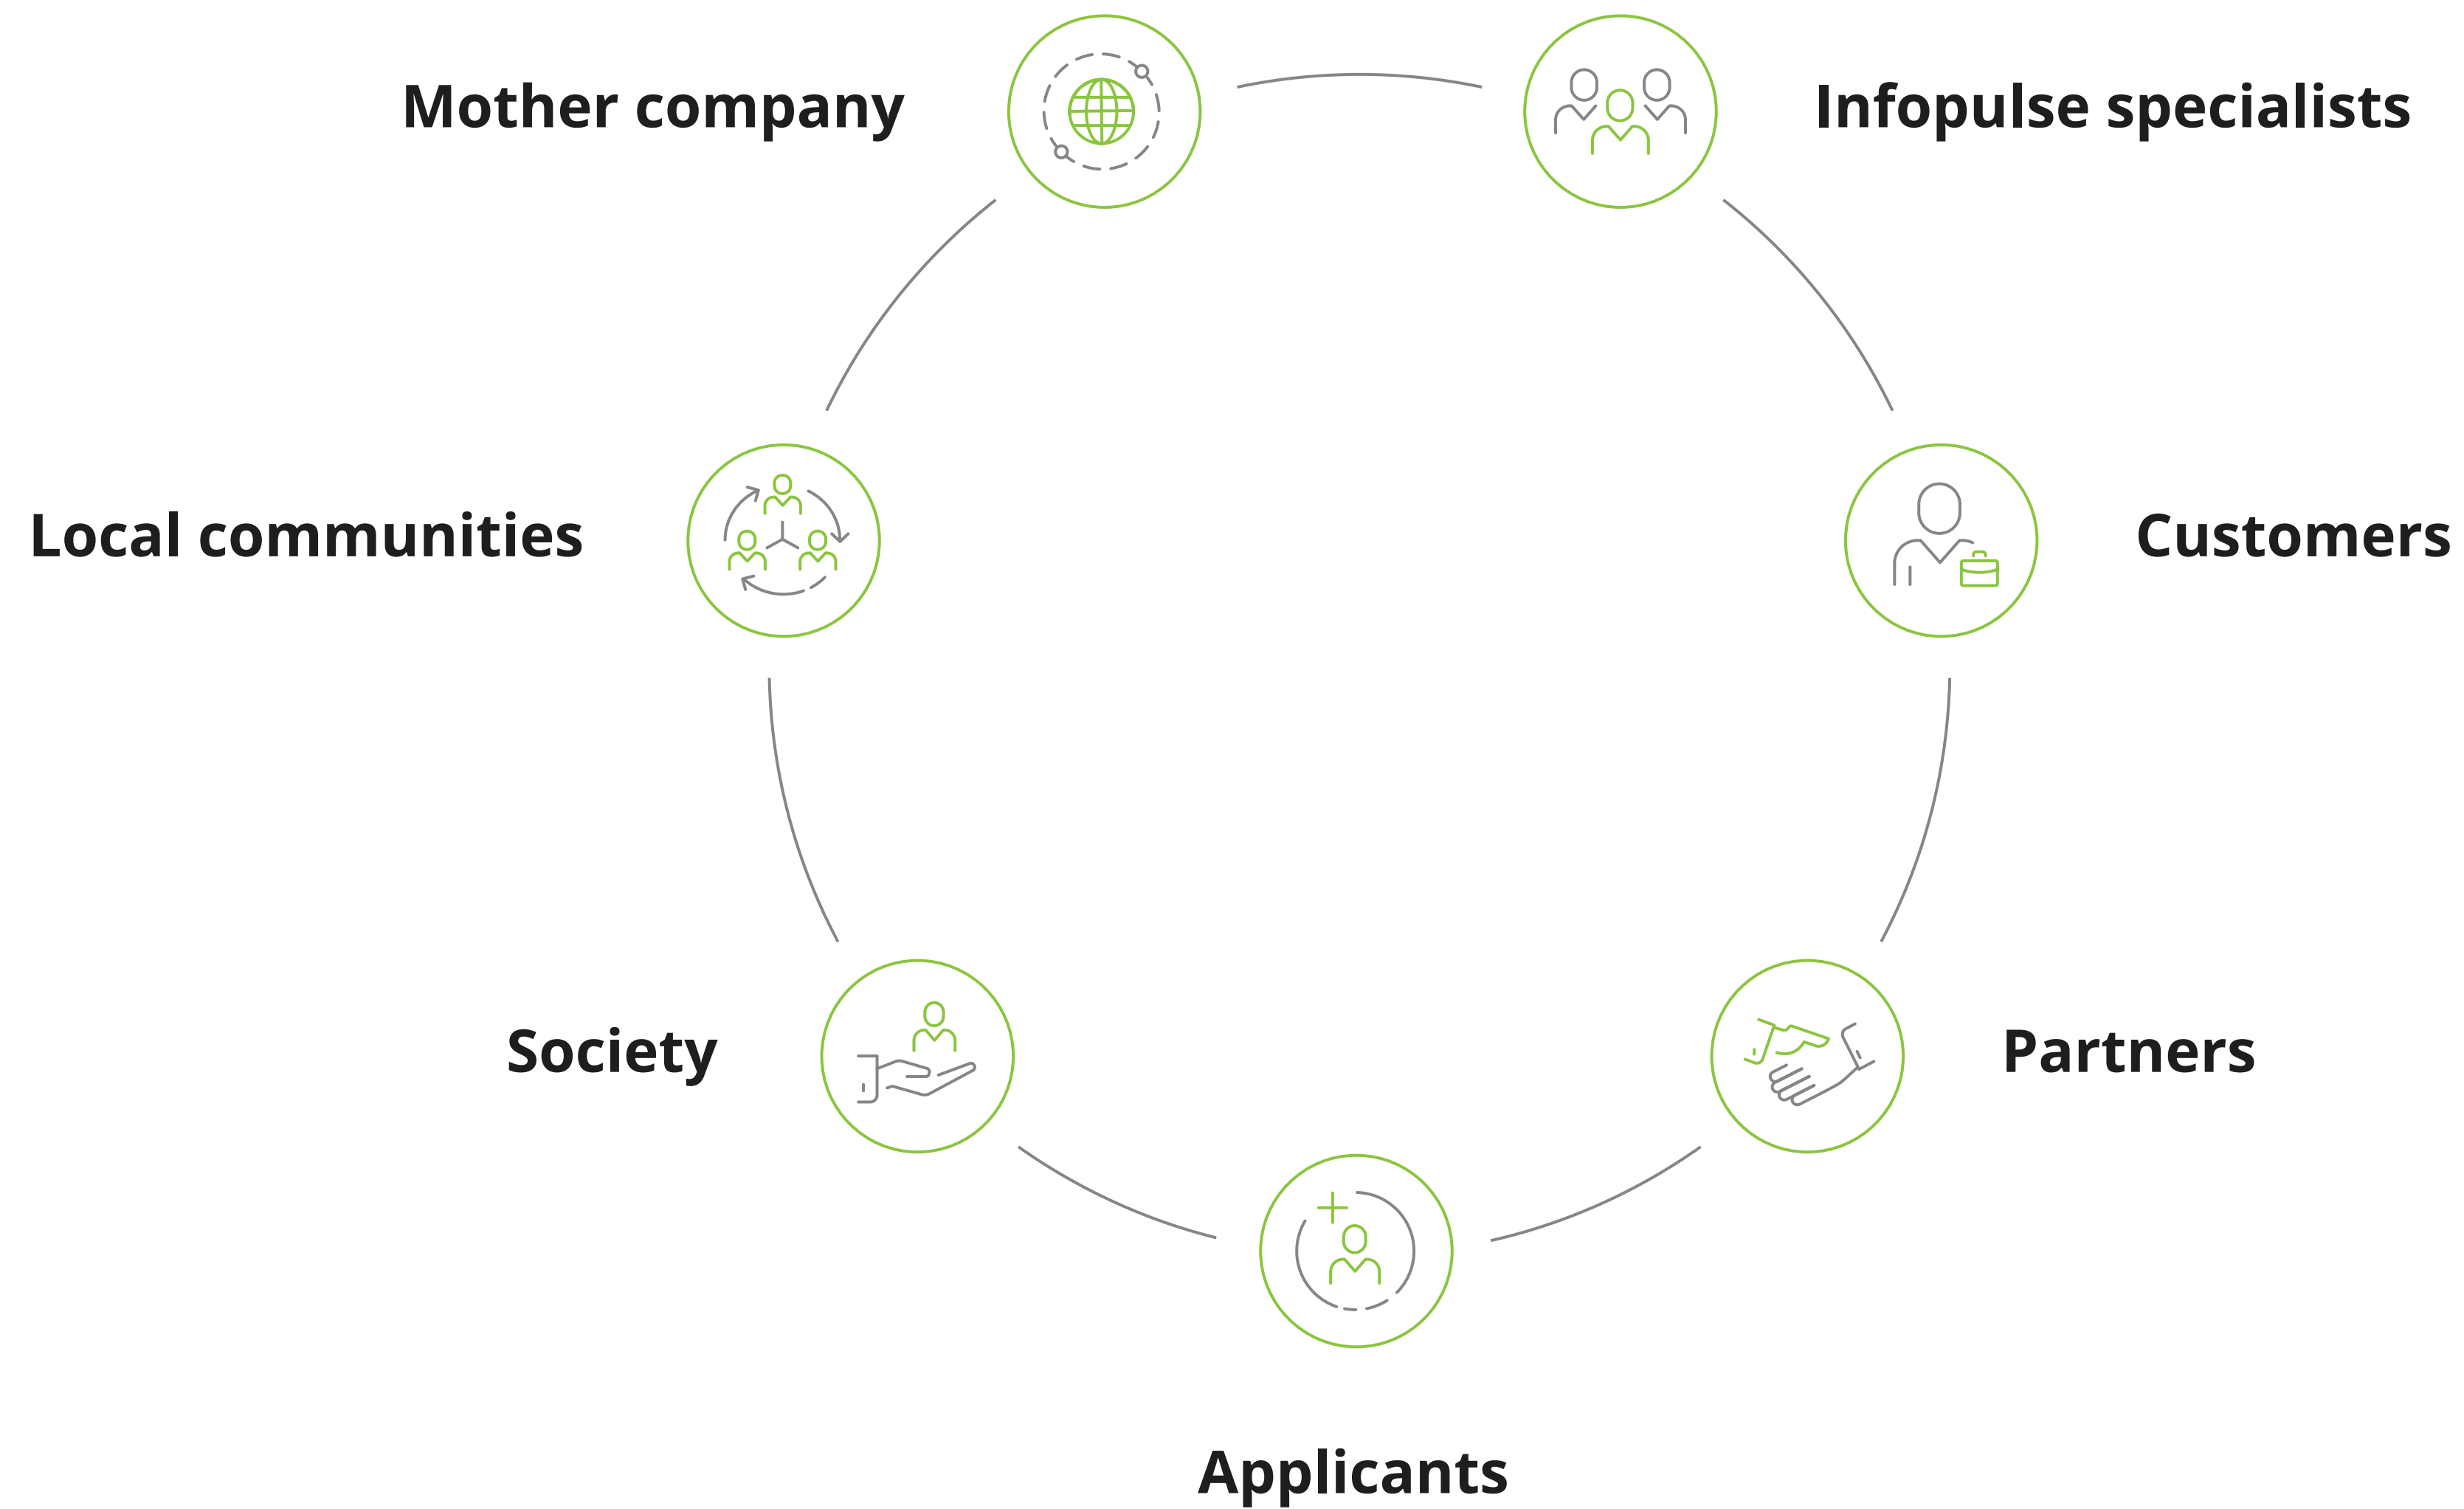 Mother company
Infopulse specialists
Local communities
Customers
Society
Partners
Applicants